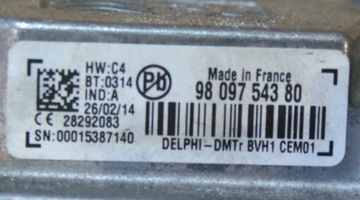 HW:C4
BT:0314
IND:A
26/02/14
CE 28292083
SN:00015387140
Pb
Made in France
98 097 543 80
DELPHI-DMTr BVH1 CEM01